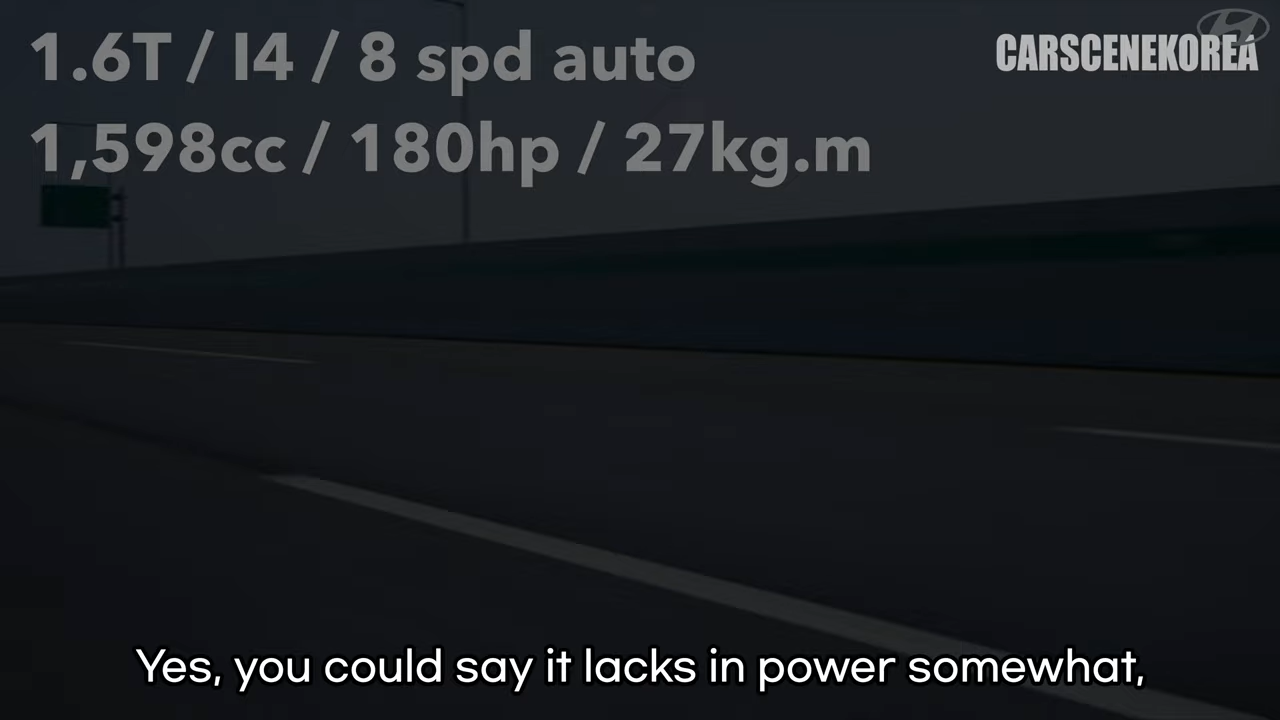 1.6T / I4 / 8 spd auto
CARSCENEKOREA
1,598cc / 180hp / 27kg.m
Yes, you could say it lacks in power somewhat,